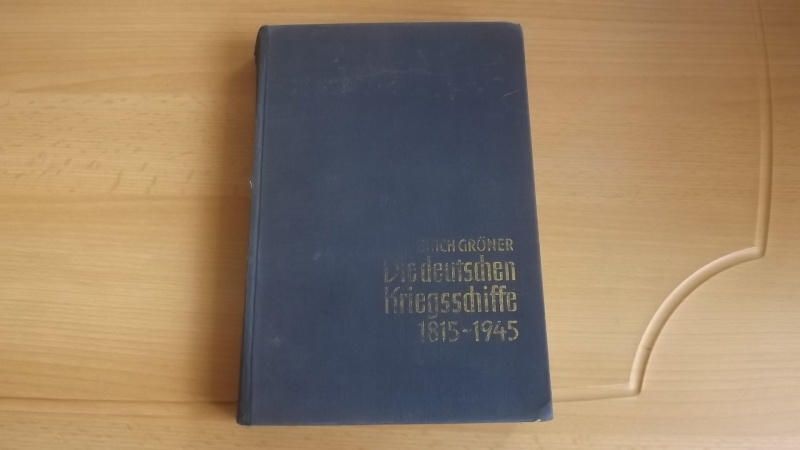 ERICH GRÖNER
Die deutschen
Kriegsschiffe
1815-1945